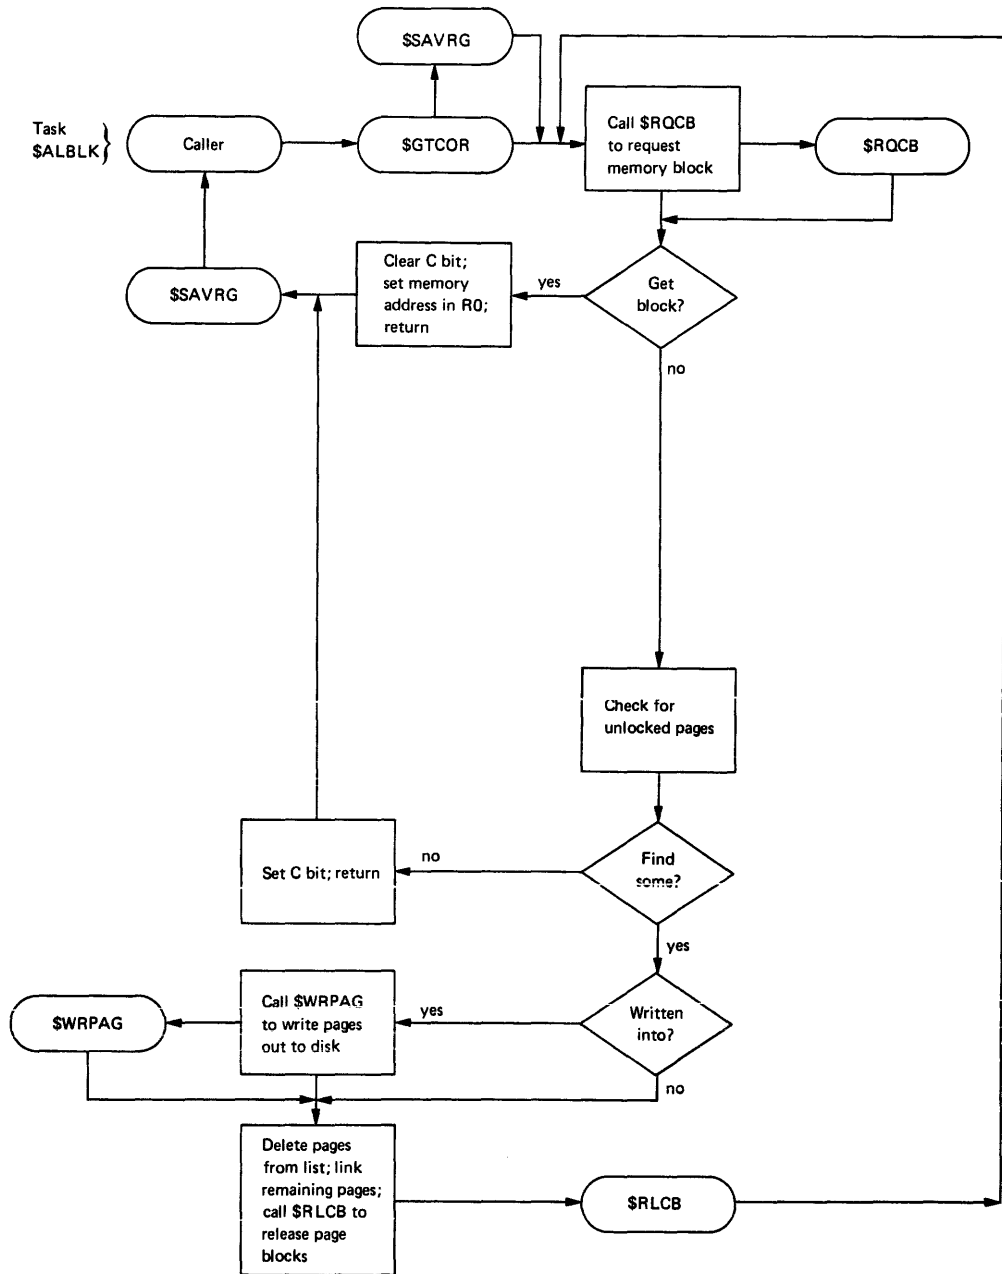 $SAVRG
Task
$ALBLK
Caller
$GTCOR
Call $RQCB
to request
memory block
$RQCB
$SAVRG
Clear C bit;
set memory
address in R0;
return
yes
Get
block?
no
Check for
unlocked pages
Set C bit; return
no
Find
some?
yes
$WRPAG
Call $WRPAG
to write pages
out to disk
yes
Written
into?
no
Delete pages
from list; link
remaining pages;
call $RLCB to
release page
blocks
$RLCB